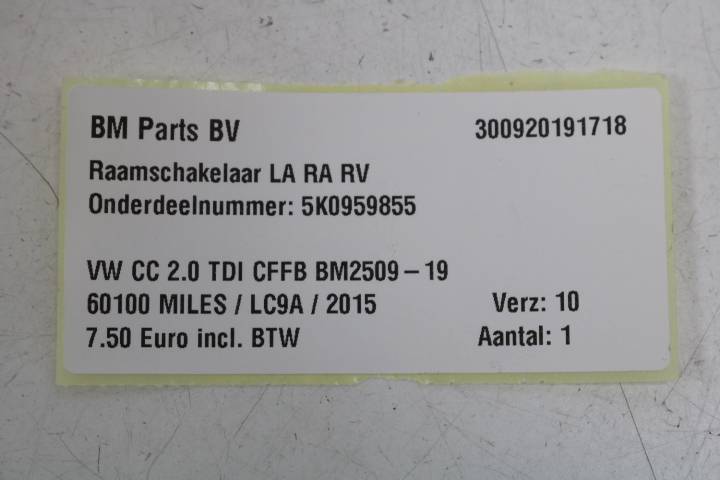 BM Parts BV 300920191718
Raamschakelaar LA RA RV
Onderdeelnummer: 5K0959855
VW CC 2.0 TDI CFFB BM2509-19
60100 MILES / LC9A / 2015 Verz: 10
7.50 Euro incl. BTW Aantal: 1